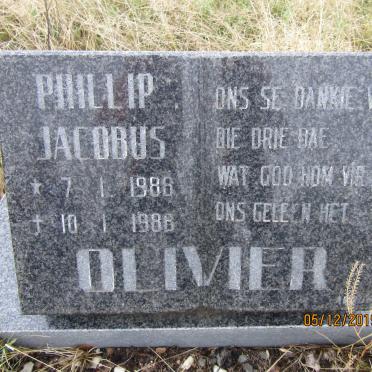 PHILLIP
JACOBUS
* 7 1 1986
† 10 1 1986
ONS SE DANKIE V
DIE DRIE DAE
WAT GOD HOM VIR
ONS GELEEN HET
OLIVIER
05/12/201